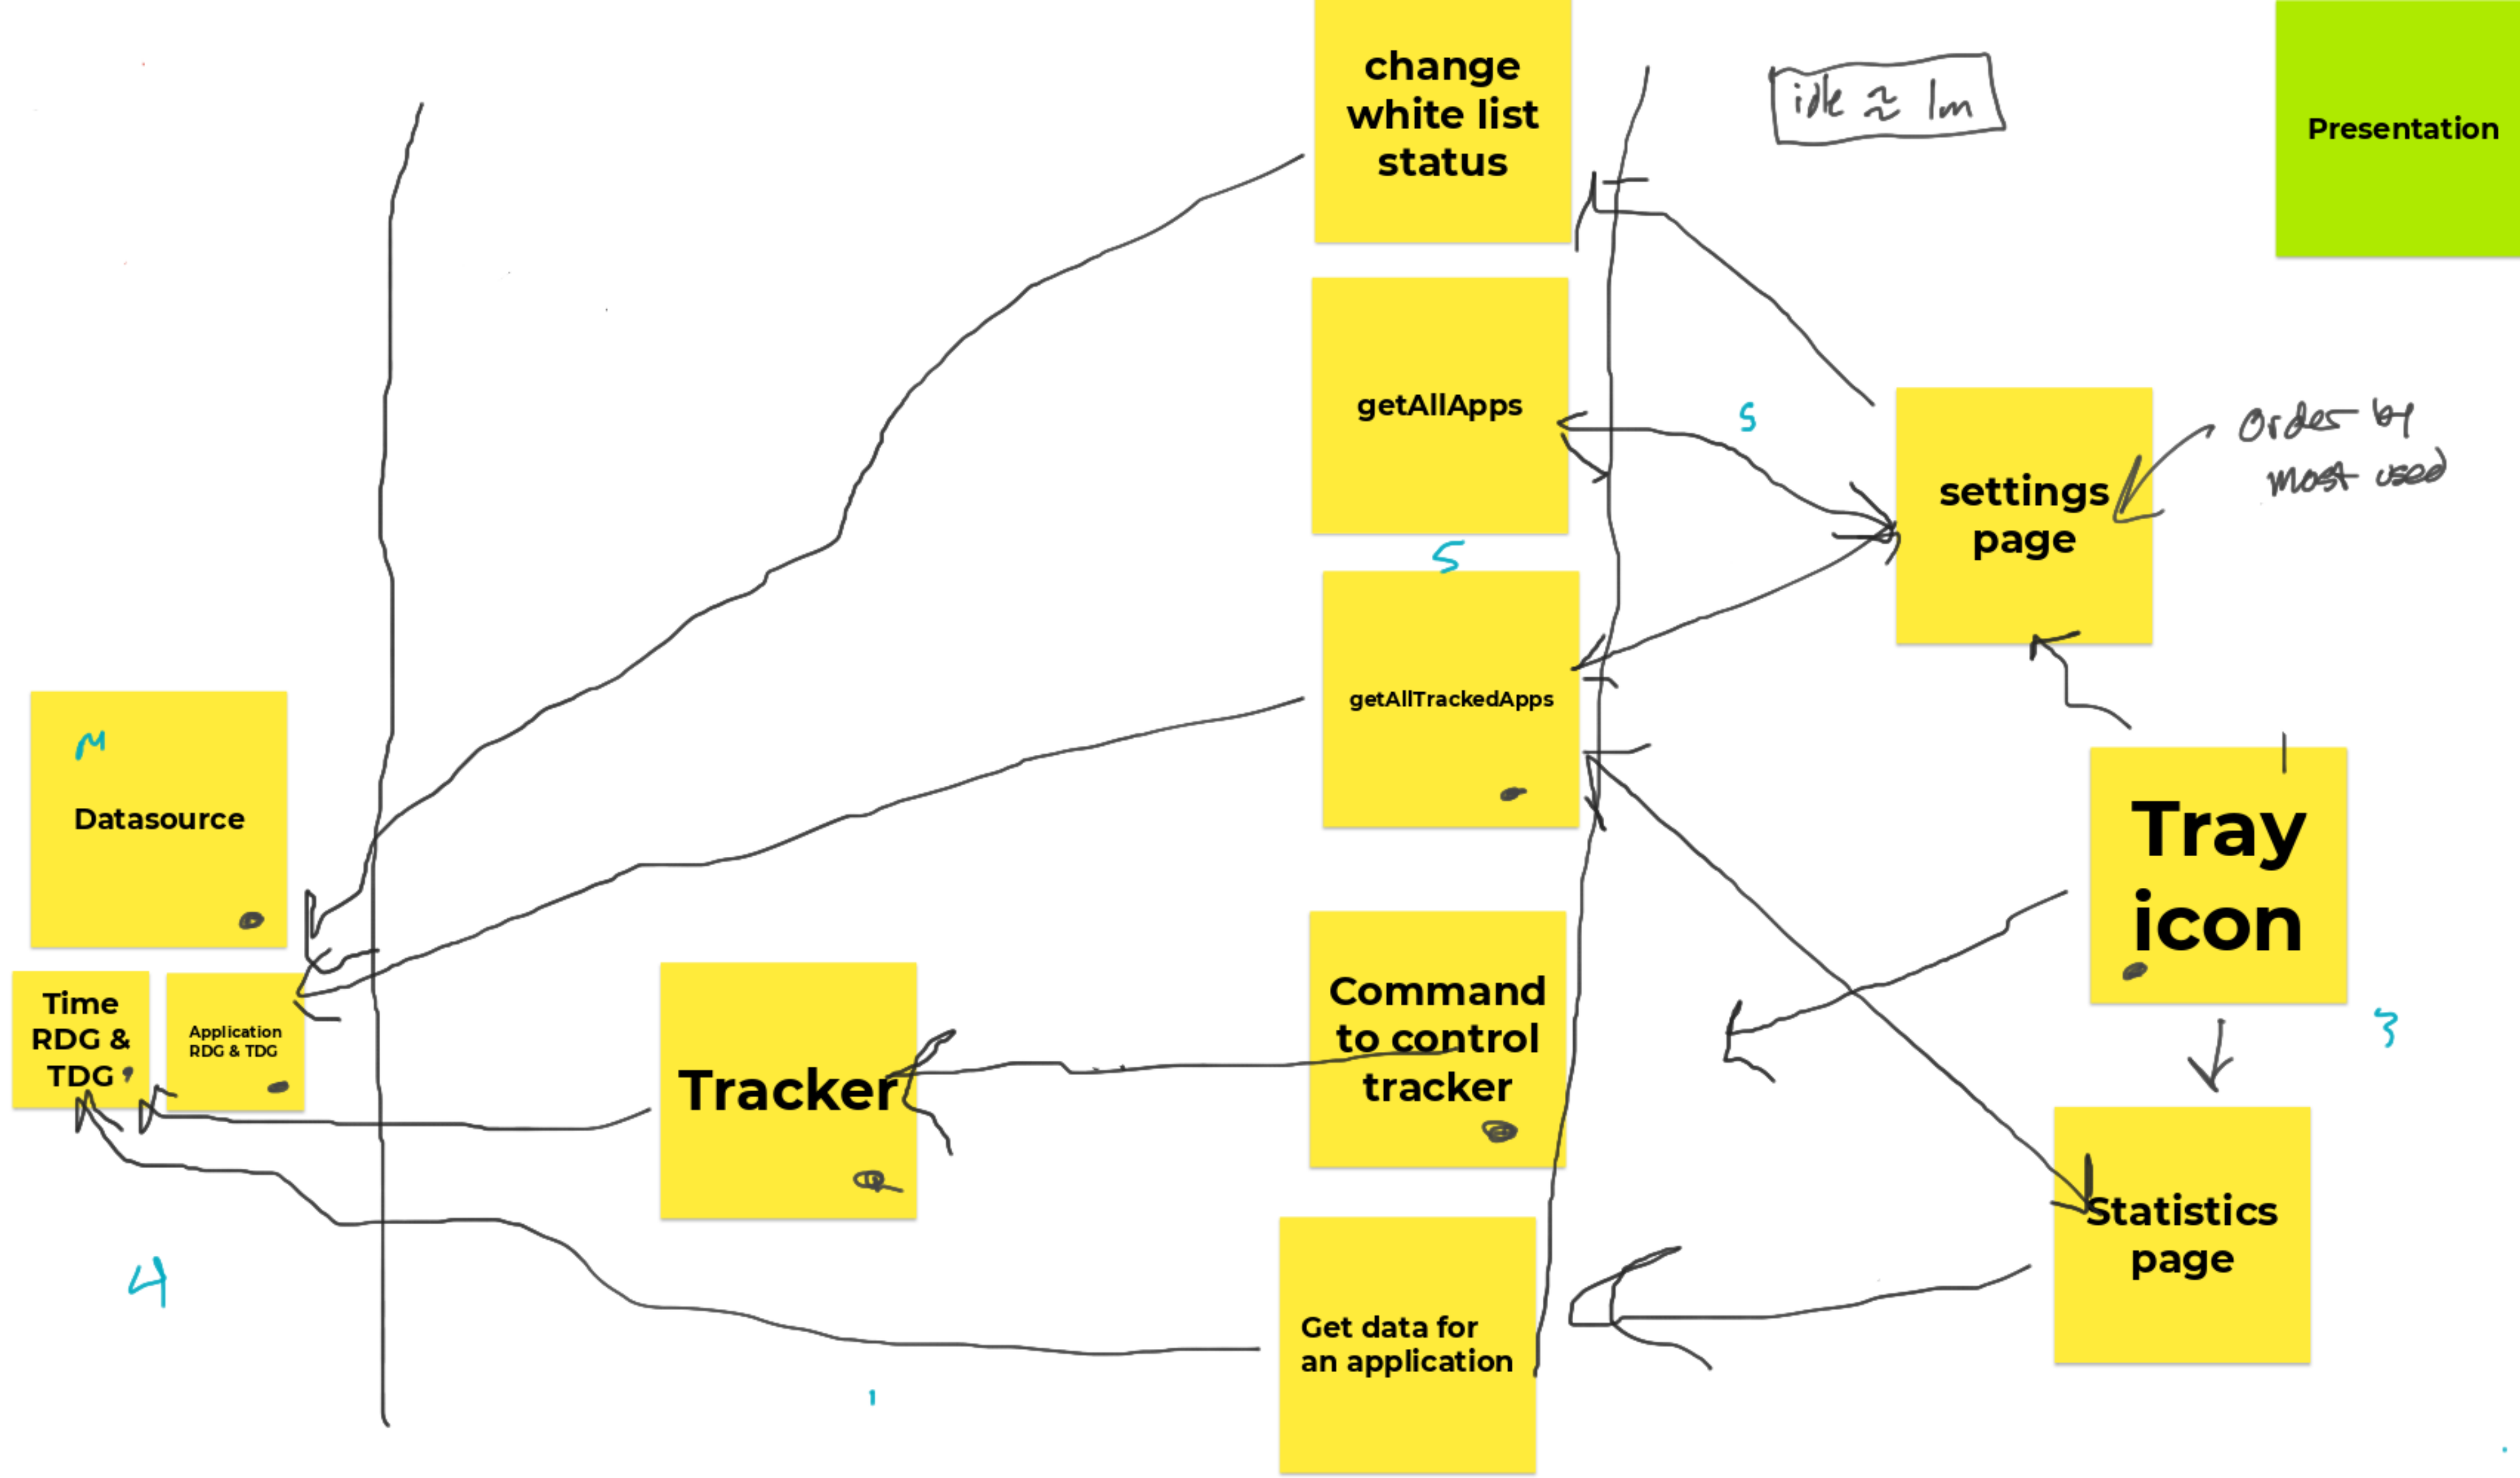 change
white list
status
idle ≈ 1m
Presentation
getAllApps
S
settings
page
order by
most used
S
getAllTrackedApps
M
Datasource
Tray
icon
Time
RDG &
TDG
Application
RDG & TDG
Tracker
Command
to control
tracker
3
Statistics
page
4
Get data for
an application
1